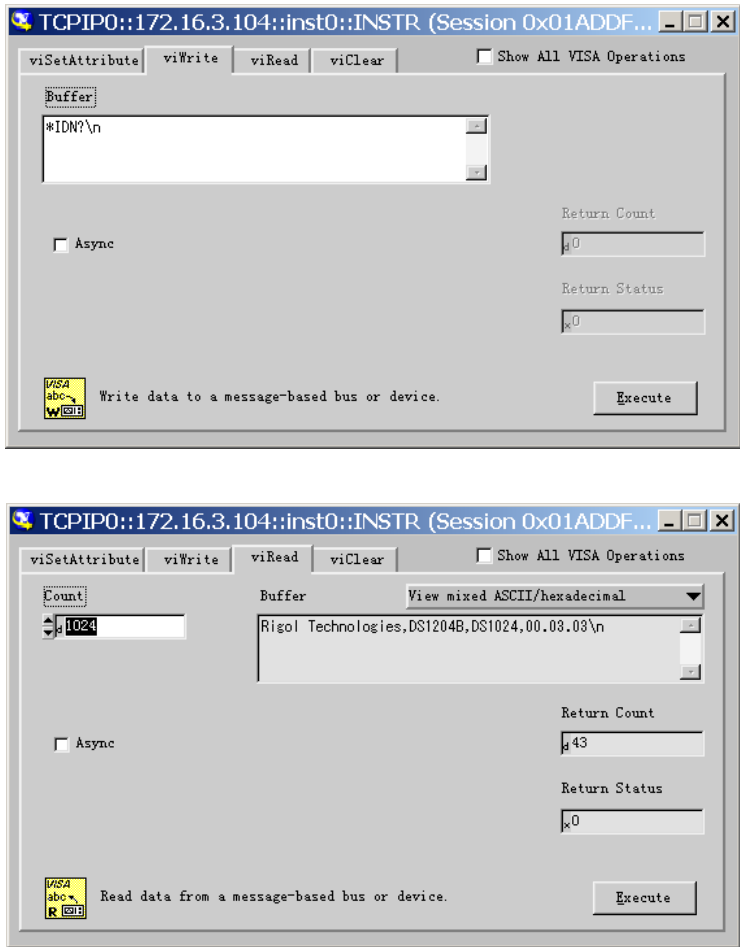 TCPIP0::172.16.3.104::inst0::INSTR (Session 0x01ADDF...
viSetAttribute viWrite viRead viClear Show All VISA Operations
Buffer
*IDN?\n
Return Count
d 0
Async
Return Status
x 0
VISA
abc
W
Write data to a message-based bus or device.
Execute
TCPIP0::172.16.3.104::inst0::INSTR (Session 0x01ADDF...
viSetAttribute viWrite viRead viClear Show All VISA Operations
Count Buffer View mixed ASCII/hexadecimal
d 1024 Rigol Technologies,DS1204B,DS1024,00.03.03\n
Return Count
Async d 43
Return Status
x 0
VISA
abc
R
Read data from a message-based bus or device.
Execute